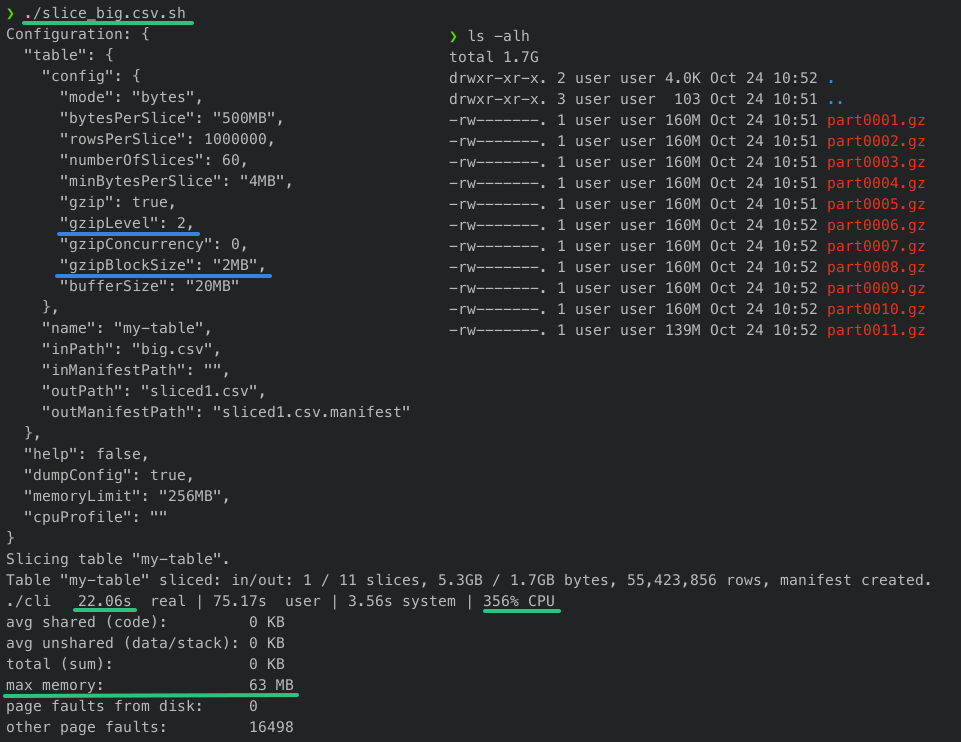 ❯ ./slice_big.csv.sh
Configuration: {
  "table": {
    "config": {
      "mode": "bytes",
      "bytesPerSlice": "500MB",
      "rowsPerSlice": 1000000,
      "numberOfSlices": 60,
      "minBytesPerSlice": "4MB",
      "gzip": true,
      "gzipLevel": 2,
      "gzipConcurrency": 0,
      "gzipBlockSize": "2MB",
      "bufferSize": "20MB"
    },
    "name": "my-table",
    "inPath": "big.csv",
    "inManifestPath": "",
    "outPath": "sliced1.csv",
    "outManifestPath": "sliced1.csv.manifest"
  },
  "help": false,
  "dumpConfig": true,
  "memoryLimit": "256MB",
  "cpuProfile": ""
}
Slicing table "my-table".
Table "my-table" sliced: in/out: 1 / 11 slices, 5.3GB / 1.7GB bytes, 55,423,856 rows, manifest created.
./cli   22.06s  real | 75.17s  user | 3.56s system | 356% CPU
avg shared (code):         0 KB
avg unshared (data/stack): 0 KB
total (sum):               0 KB
max memory:                63 MB
page faults from disk:     0
other page faults:         16498
❯ ls -alh
total 1.7G
drwxr-xr-x. 2 user user 4.0K Oct 24 10:52 .
drwxr-xr-x. 3 user user  103 Oct 24 10:51 ..
-rw-------. 1 user user 160M Oct 24 10:51 part0001.gz
-rw-------. 1 user user 160M Oct 24 10:51 part0002.gz
-rw-------. 1 user user 160M Oct 24 10:51 part0003.gz
-rw-------. 1 user user 160M Oct 24 10:51 part0004.gz
-rw-------. 1 user user 160M Oct 24 10:51 part0005.gz
-rw-------. 1 user user 160M Oct 24 10:52 part0006.gz
-rw-------. 1 user user 160M Oct 24 10:52 part0007.gz
-rw-------. 1 user user 160M Oct 24 10:52 part0008.gz
-rw-------. 1 user user 160M Oct 24 10:52 part0009.gz
-rw-------. 1 user user 160M Oct 24 10:52 part0010.gz
-rw-------. 1 user user 139M Oct 24 10:52 part0011.gz